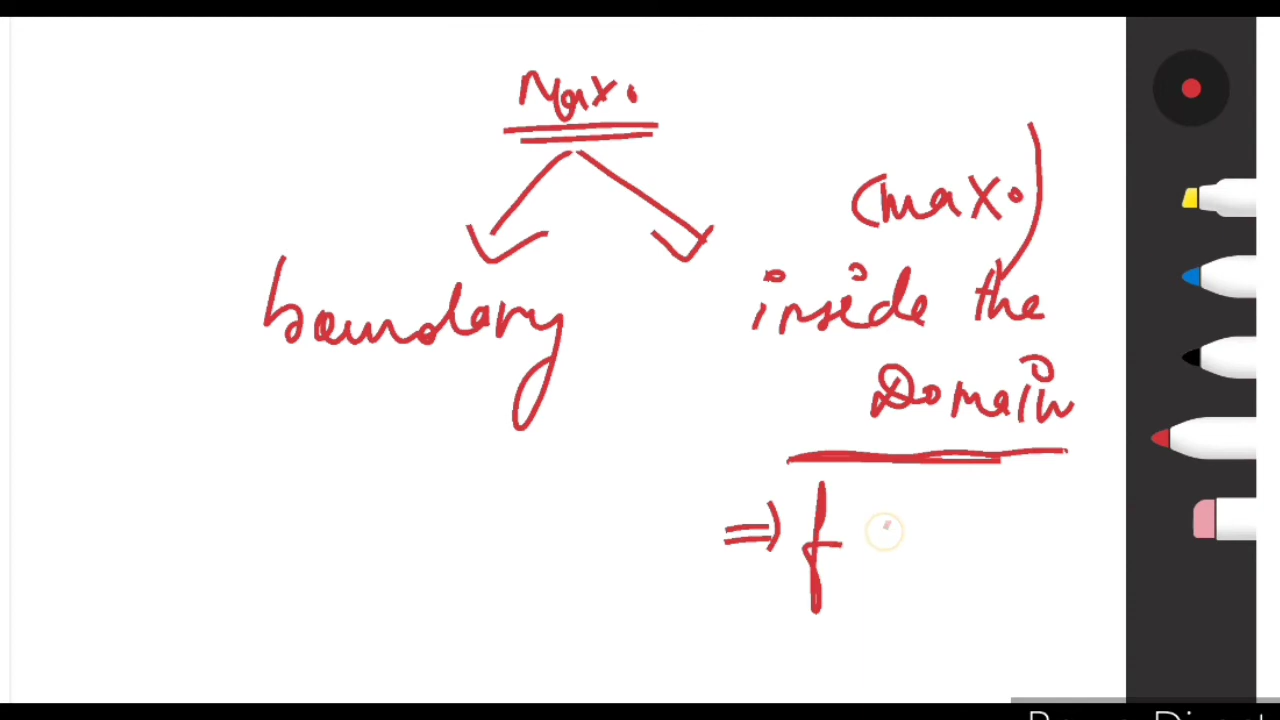 Max.
(max.)
boundary inside the
Domain
⇒ f